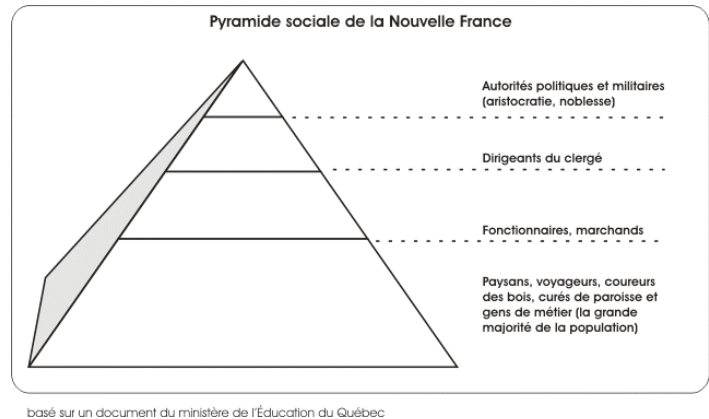 Pyramide sociale de la Nouvelle France
Autorités politiques et militaires
(aristocratie, noblesse)
Dirigeants du clergé
Fonctionnaires, marchands
Paysans, voyageurs, coureurs
des bois, curés de paroisse et
gens de métier (la grande
majorité de la population)
basé sur un document du ministère de l'Éducation du Québec